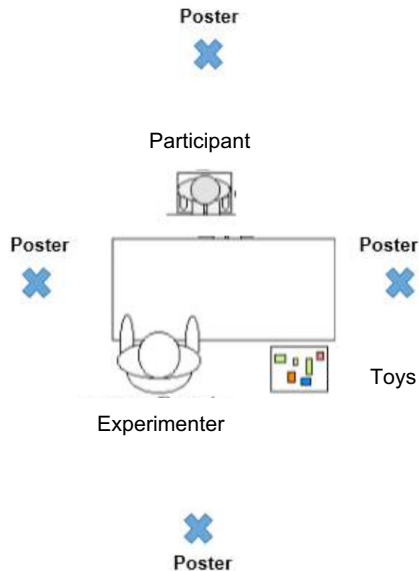 Poster
Participant
Poster
Poster
Toys
Experimenter
Poster